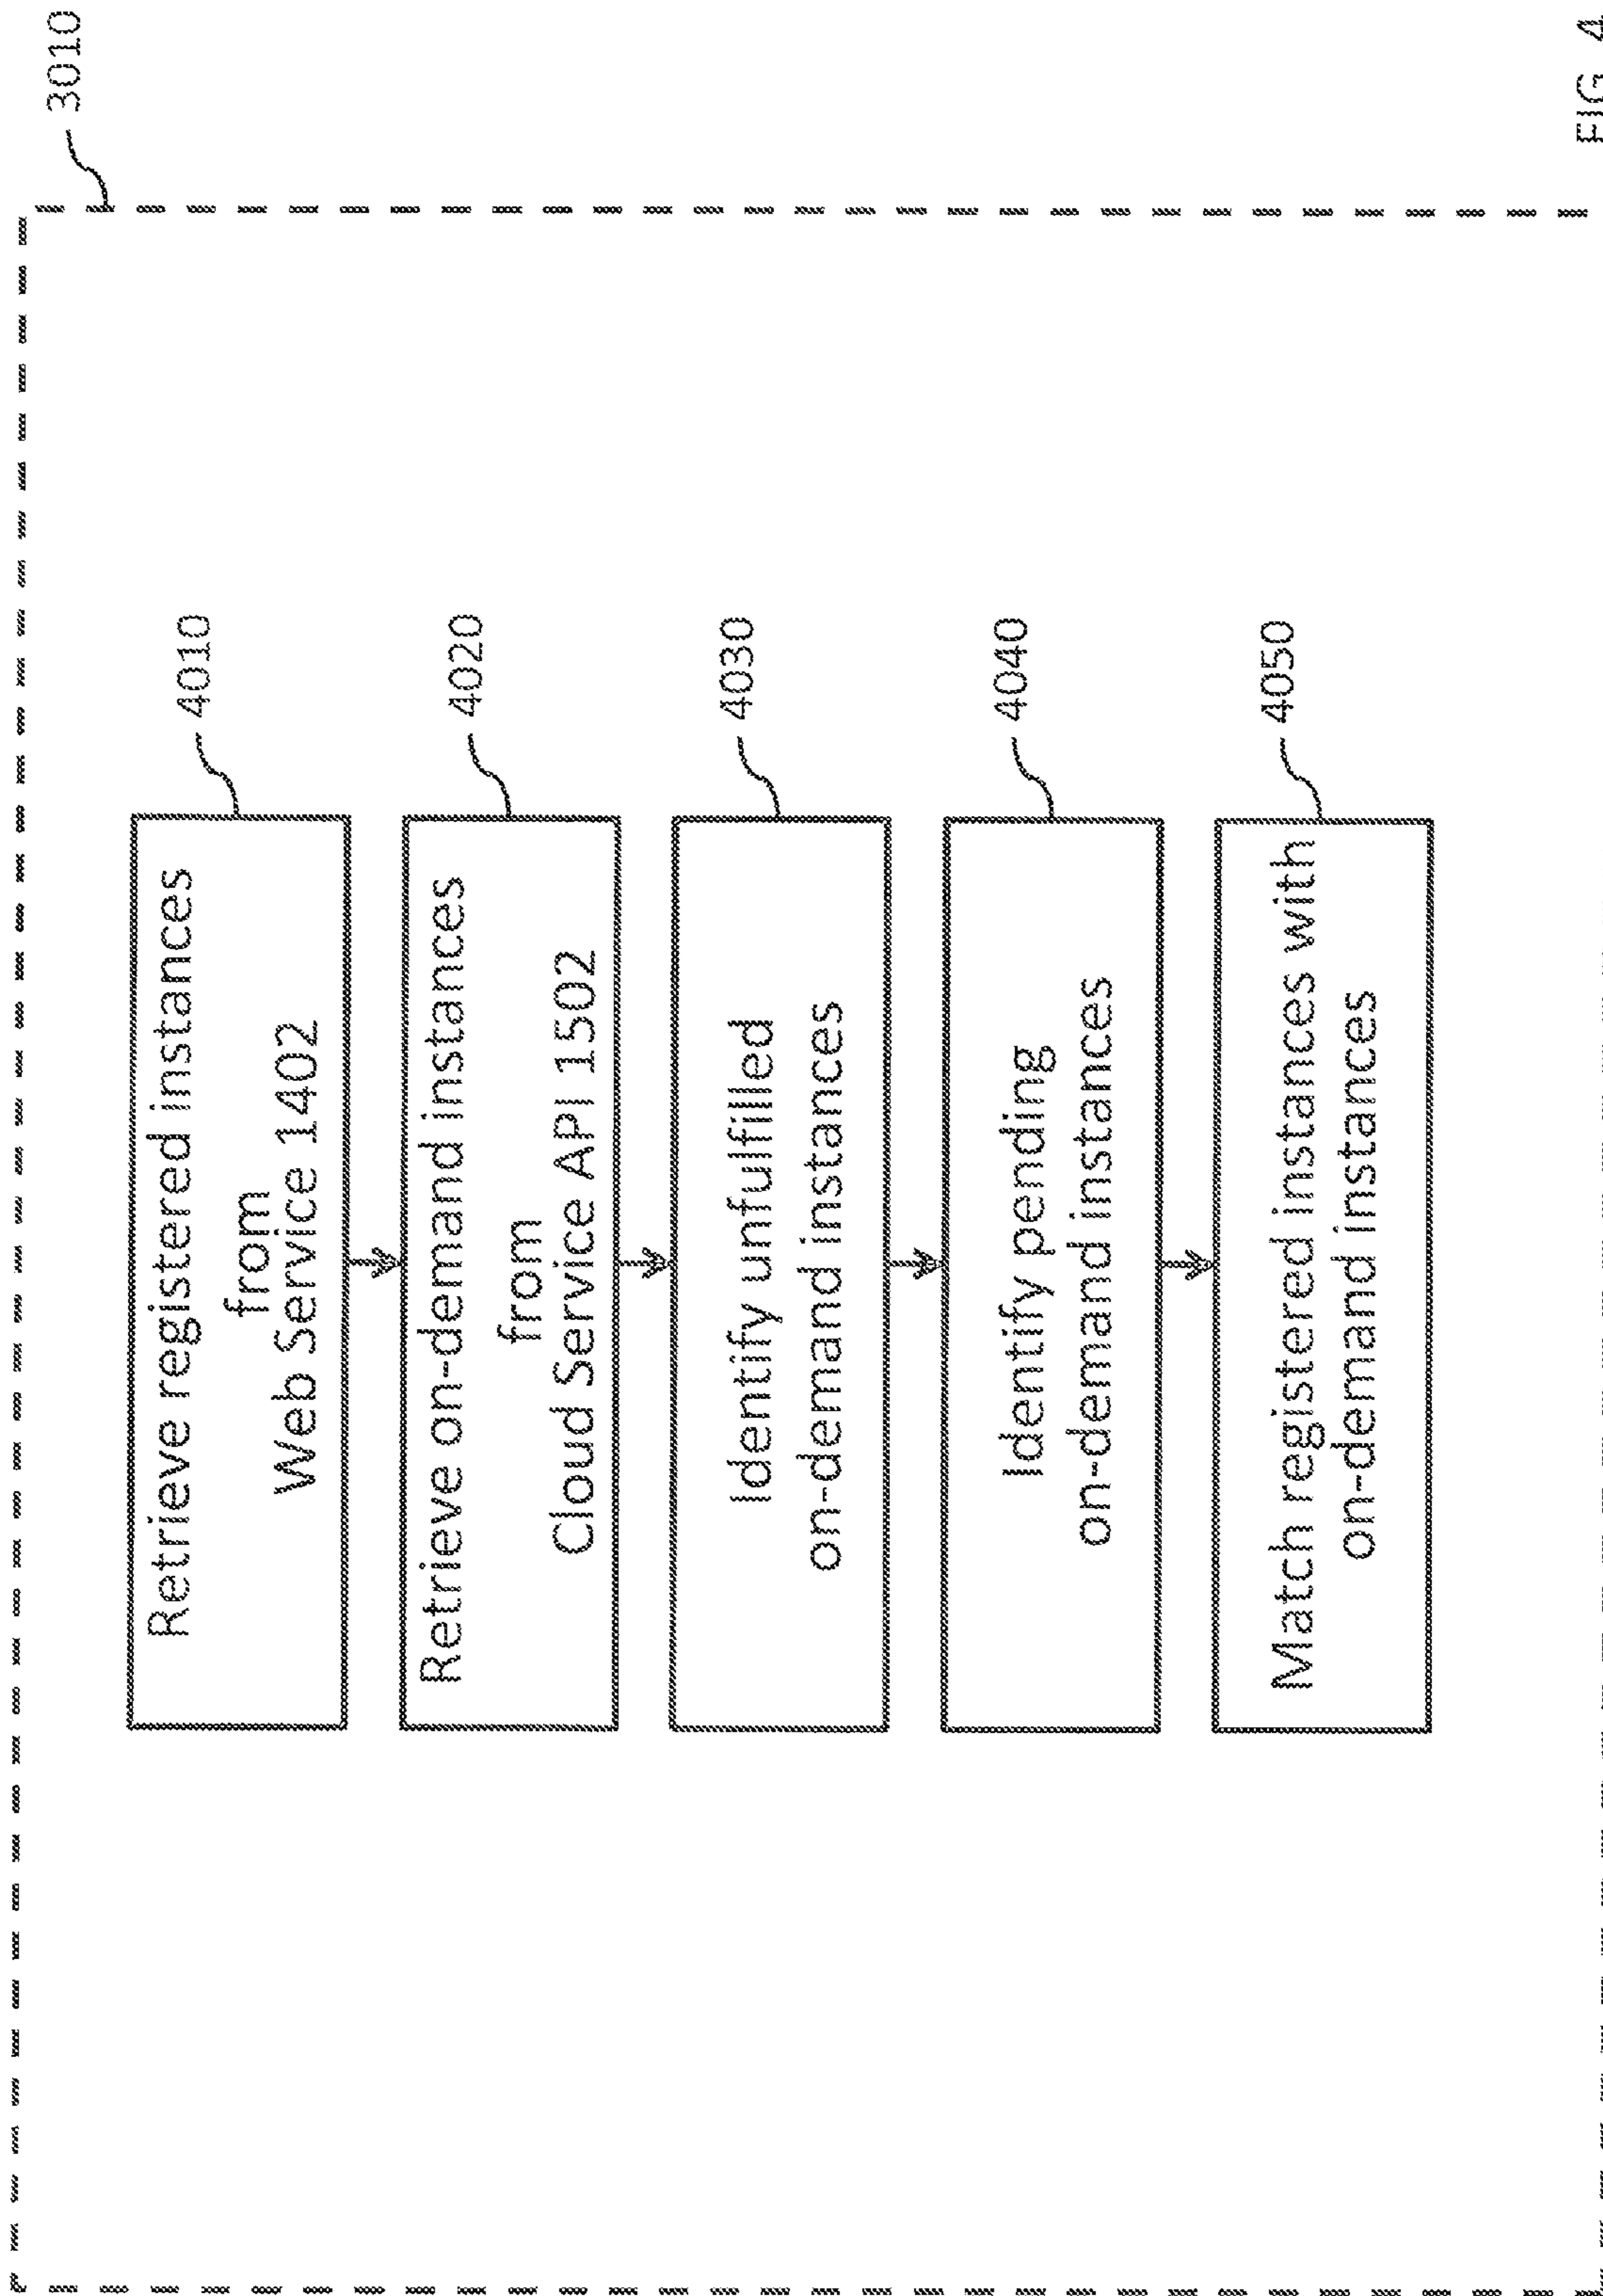 3010
Retrieve registered instances
from
Web Service 1402
4010
Retrieve on-demand instances
from
Cloud Service API 1502
4020
Identify unfulfilled
on-demand instances
4030
Identify pending
on-demand instances
4040
Match registered instances with
on-demand instances
4050
FIG. 4